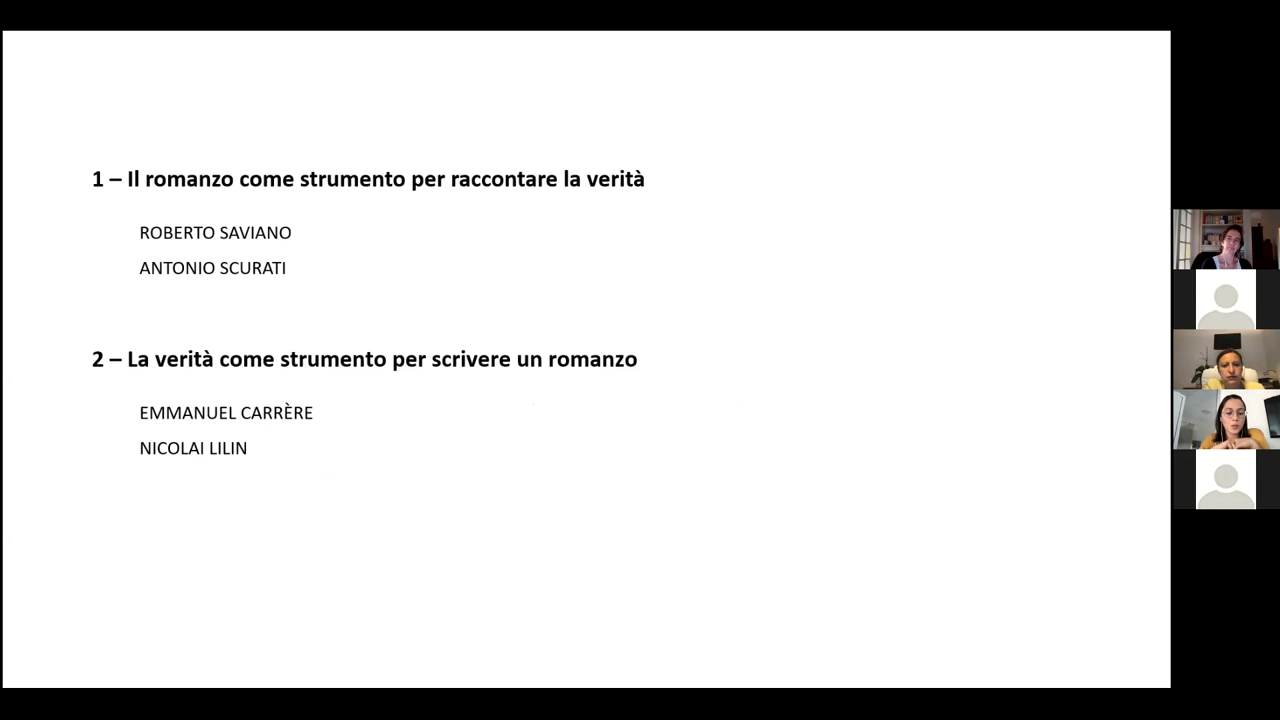 1 – Il romanzo come strumento per raccontare la verità
ROBERTO SAVIANO
ANTONIO SCURATI
2 – La verità come strumento per scrivere un romanzo
EMMANUEL CARRÈRE
NICOLAI LILIN